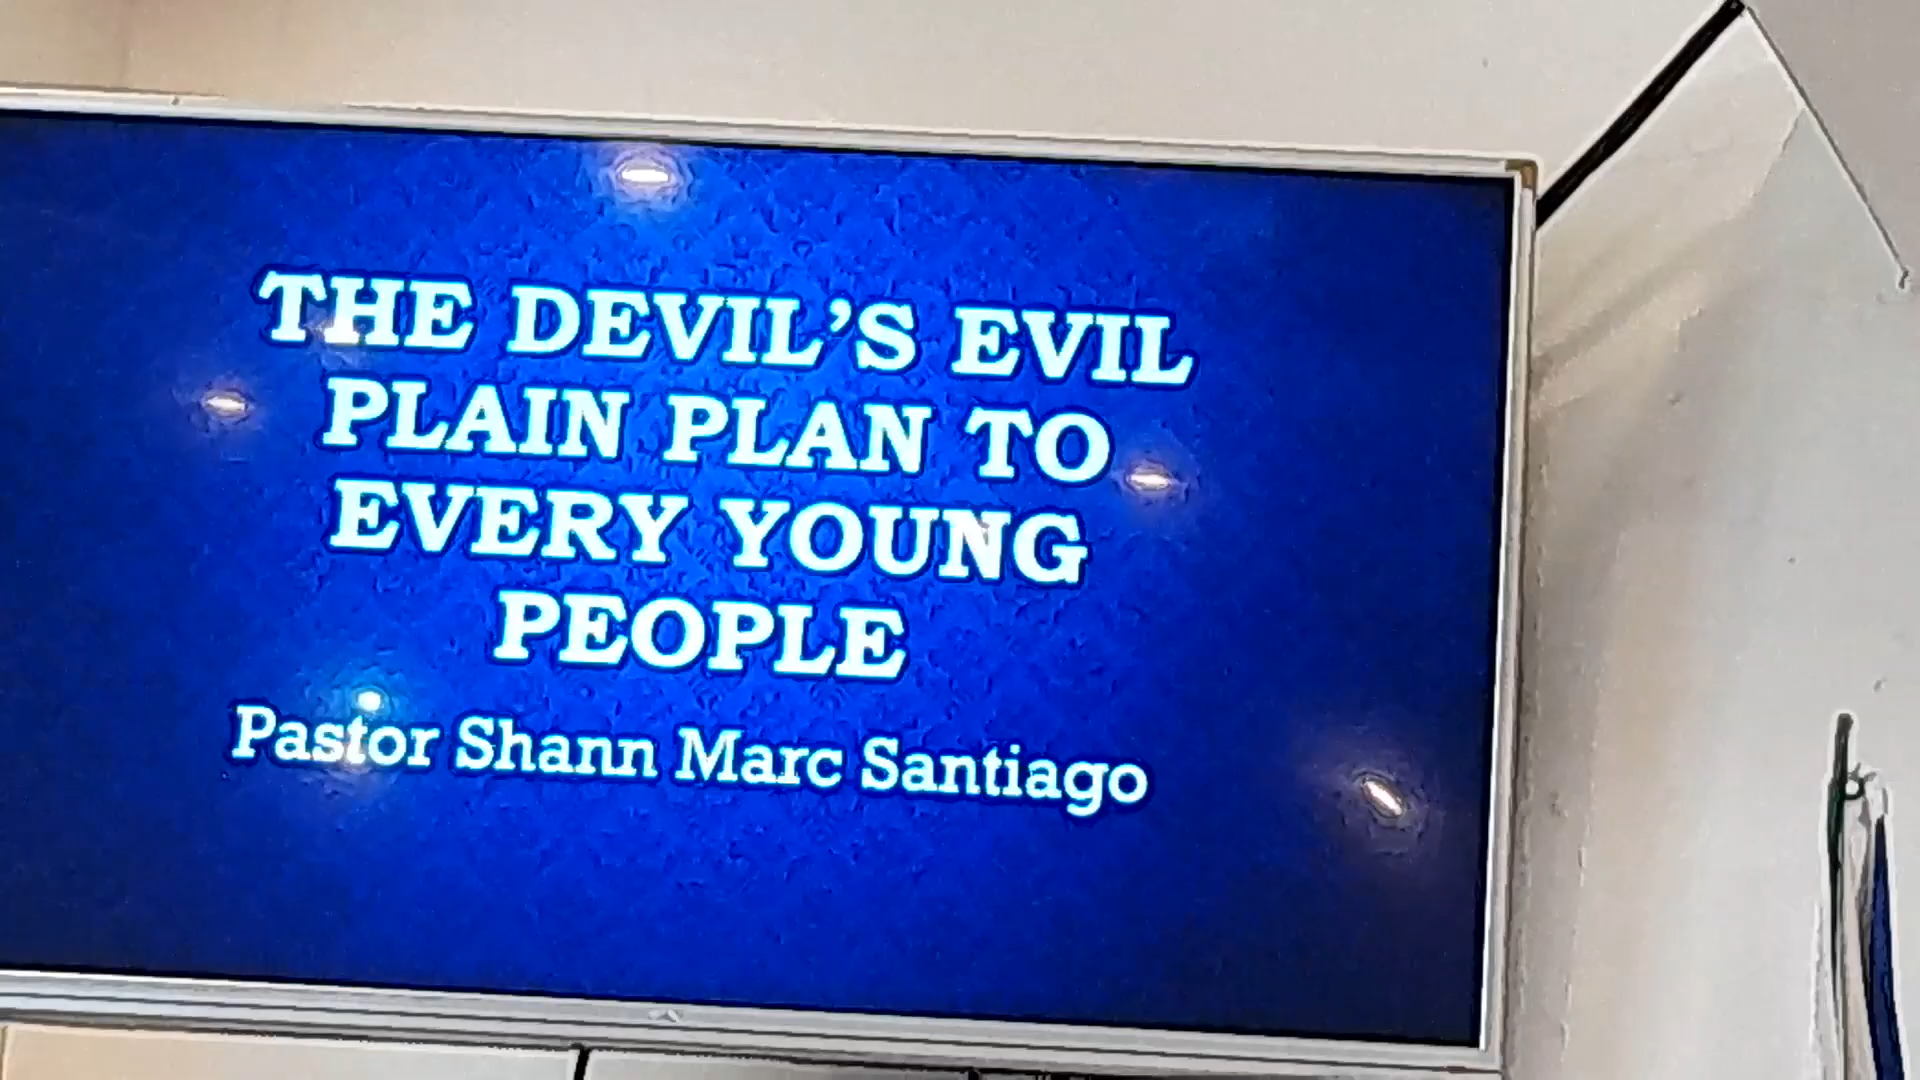 THE DEVIL’S EVIL
PLAIN PLAN TO
EVERY YOUNG
PEOPLE
Pastor Shann Marc Santiago